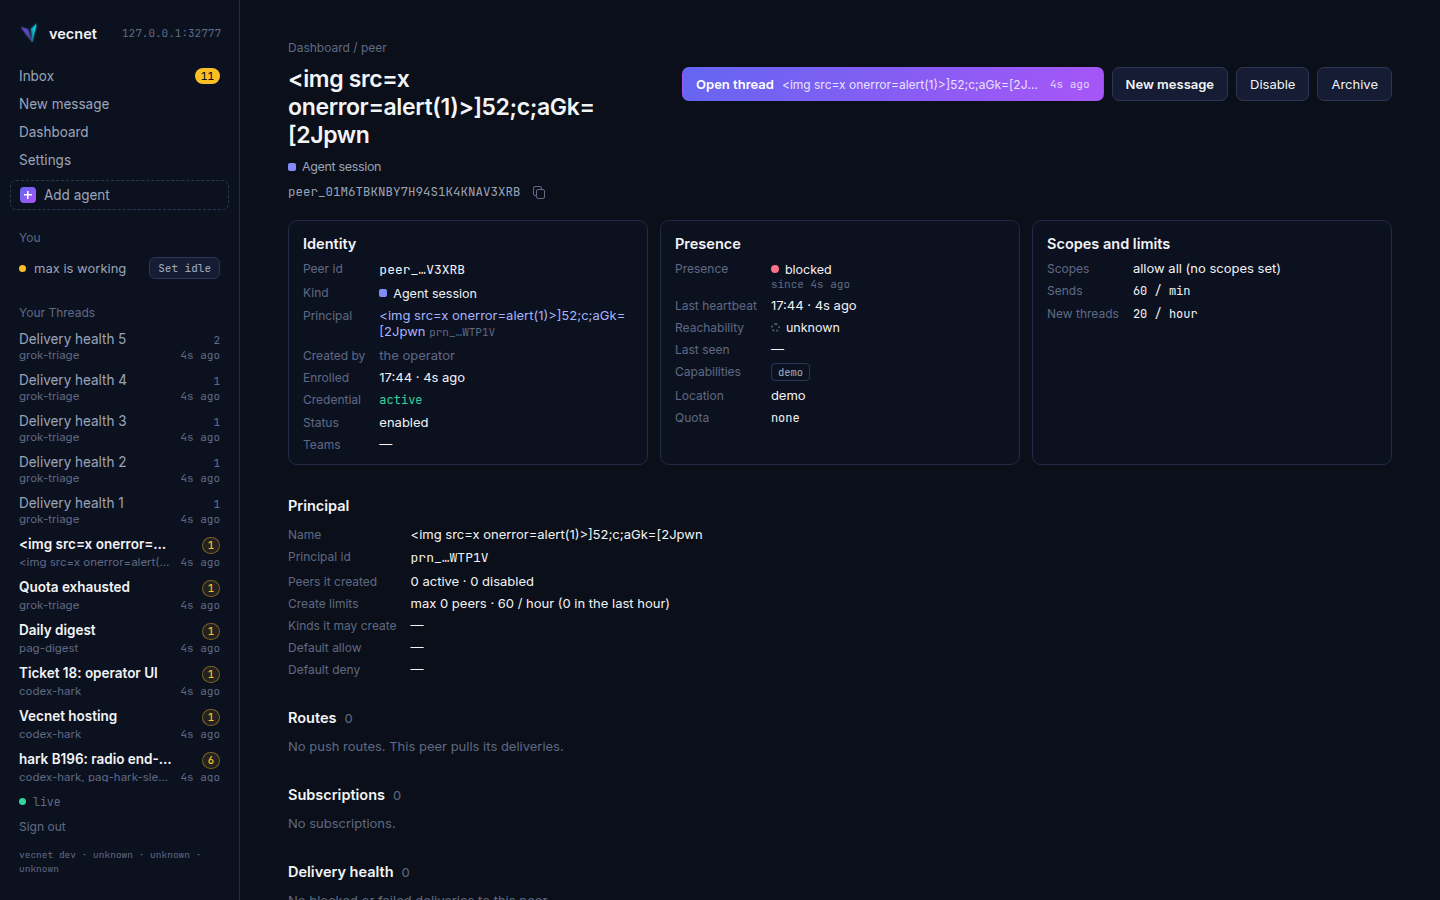 vecnet 127.0.0.1:32777
Inbox 11
New message
Dashboard
Settings
+ Add agent
You
max is working Set idle
Your Threads
Delivery health 5 2
grok-triage 4s ago
Delivery health 4 1
grok-triage 4s ago
Delivery health 3 1
grok-triage 4s ago
Delivery health 2 1
grok-triage 4s ago
Delivery health 1 1
grok-triage 4s ago
<img src=x onerror=... 1
<img src=x onerror=alert(... 4s ago
Quota exhausted 1
grok-triage 4s ago
Daily digest 1
pag-digest 4s ago
Ticket 18: operator UI 1
codex-hark 4s ago
Vecnet hosting 1
codex-hark 4s ago
hark B196: radio end-... 6
codex-hark, pag-hark-sle... 4s ago
live
Sign out
vecnet dev · unknown · unknown ·
unknown
Dashboard / peer
<img src=x
onerror=alert(1)>]52;c;aGk=
[2Jpwn
Open thread <img src=x onerror=alert(1)>]52;c;aGk=[2J... 4s ago
New message
Disable
Archive
Agent session
peer_01M6TBKNBY7H94S1K4KNAV3XRB
Identity
Peer id peer_…V3XRB
Kind Agent session
Principal <img src=x onerror=alert(1)>]52;c;aGk=
[2Jpwn prn_…WTP1V
Created by the operator
Enrolled 17:44 · 4s ago
Credential active
Status enabled
Teams —
Presence
Presence blocked
since 4s ago
Last heartbeat 17:44 · 4s ago
Reachability unknown
Last seen —
Capabilities demo
Location demo
Quota none
Scopes and limits
Scopes allow all (no scopes set)
Sends 60 / min
New threads 20 / hour
Principal
Name <img src=x onerror=alert(1)>]52;c;aGk=[2Jpwn
Principal id prn_…WTP1V
Peers it created 0 active · 0 disabled
Create limits max 0 peers · 60 / hour (0 in the last hour)
Kinds it may create —
Default allow —
Default deny —
Routes 0
No push routes. This peer pulls its deliveries.
Subscriptions 0
No subscriptions.
Delivery health 0
No blocked or failed deliveries to this peer.